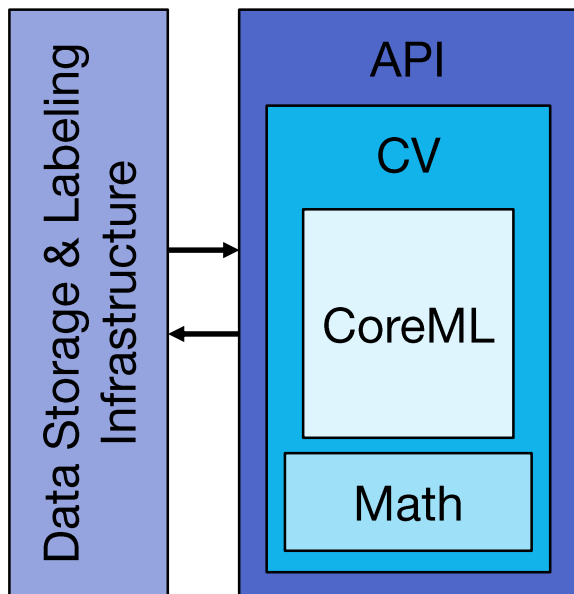 Data Storage & Labeling
Infrastructure
API
CV
CoreML
Math